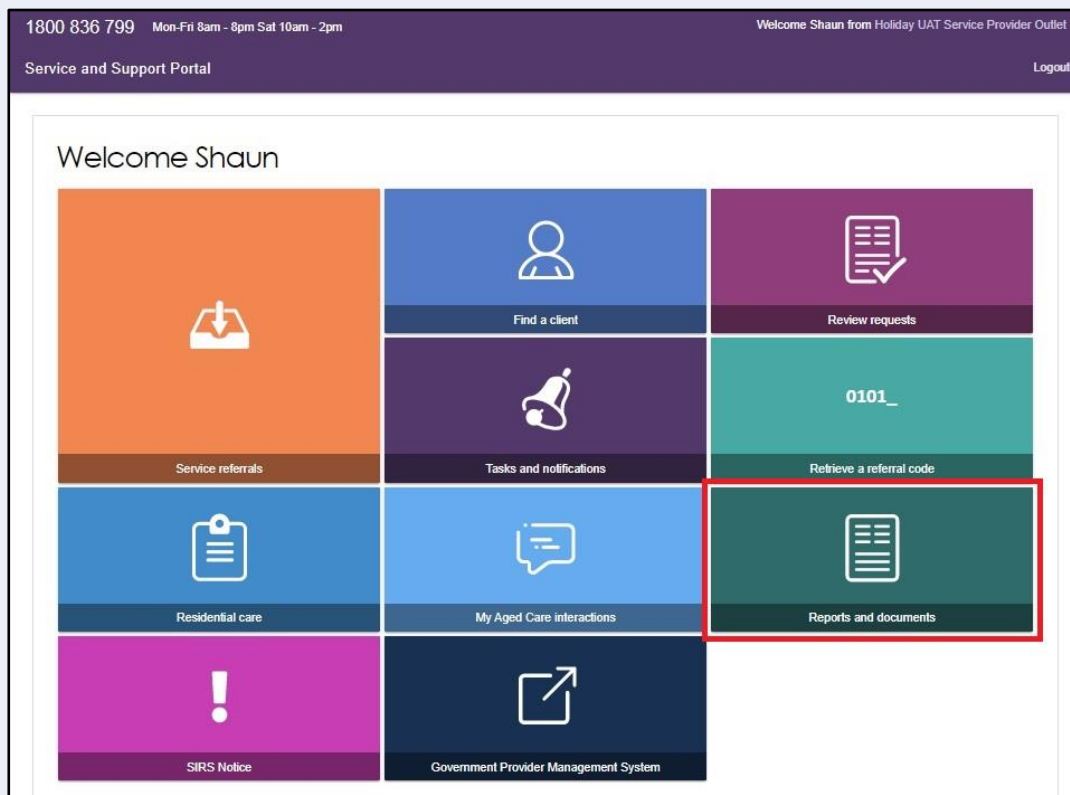 1800 836 799 Mon-Fri 8am - 8pm Sat 10am - 2pm Welcome Shaun from Holiday UAT Service Provider Outlet
Service and Support Portal Logout
Welcome Shaun
Find a client Review requests
0101_
Service referrals Tasks and notifications Retrieve a referral code
Residential care My Aged Care interactions Reports and documents
SIRS Notice Government Provider Management System